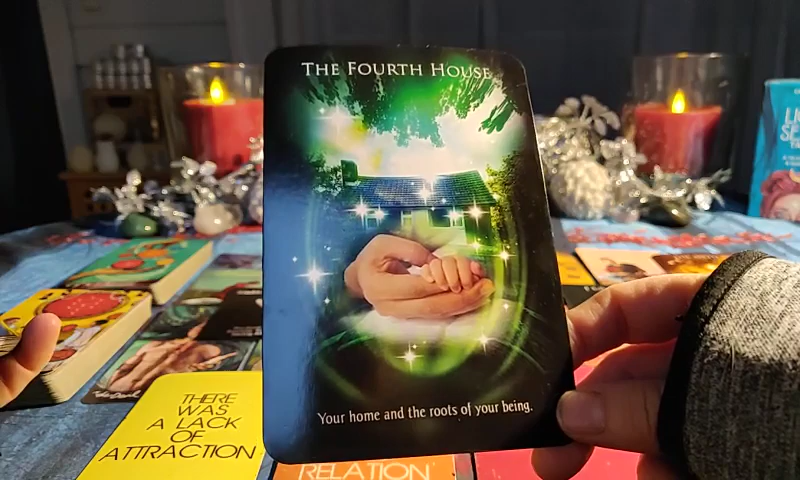 THE FOURTH HOUSE
Your home and the roots of your being.
THERE
WAS
A LACK
OF
ATTRACTION
RELATION